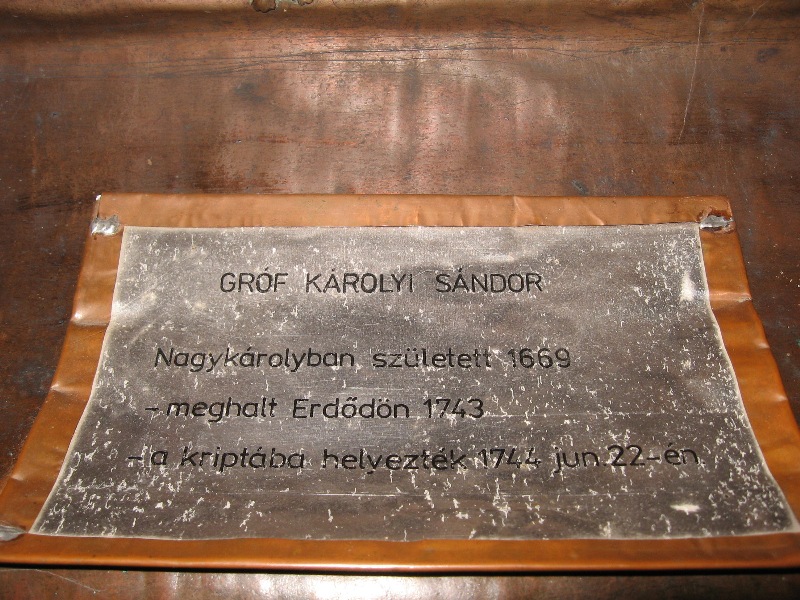 GRÓF KÁROLYI SÁNDOR
Nagykárolyban született 1669
- meghalt Erdődön 1743
- a kriptába helyezték 1744 jun.22-én